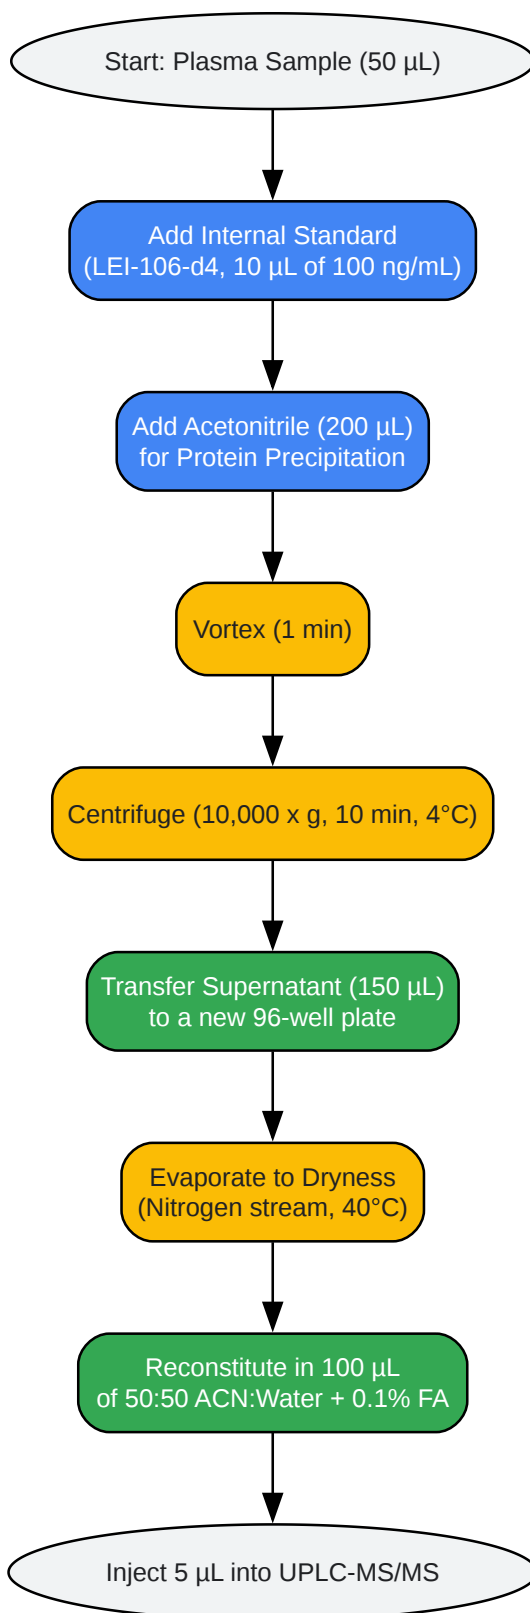 Start: Plasma Sample (50 µL)
Add Internal Standard
(LEI-106-d4, 10 µL of 100 ng/mL)
Add Acetonitrile (200 µL)
for Protein Precipitation
Vortex (1 min)
Centrifuge (10,000 x g, 10 min, 4°C)
Transfer Supernatant (150 µL)
to a new 96-well plate
Evaporate to Dryness
(Nitrogen stream, 40°C)
Reconstitute in 100 µL
of 50:50 ACN:Water + 0.1% FA
Inject 5 µL into UPLC-MS/MS